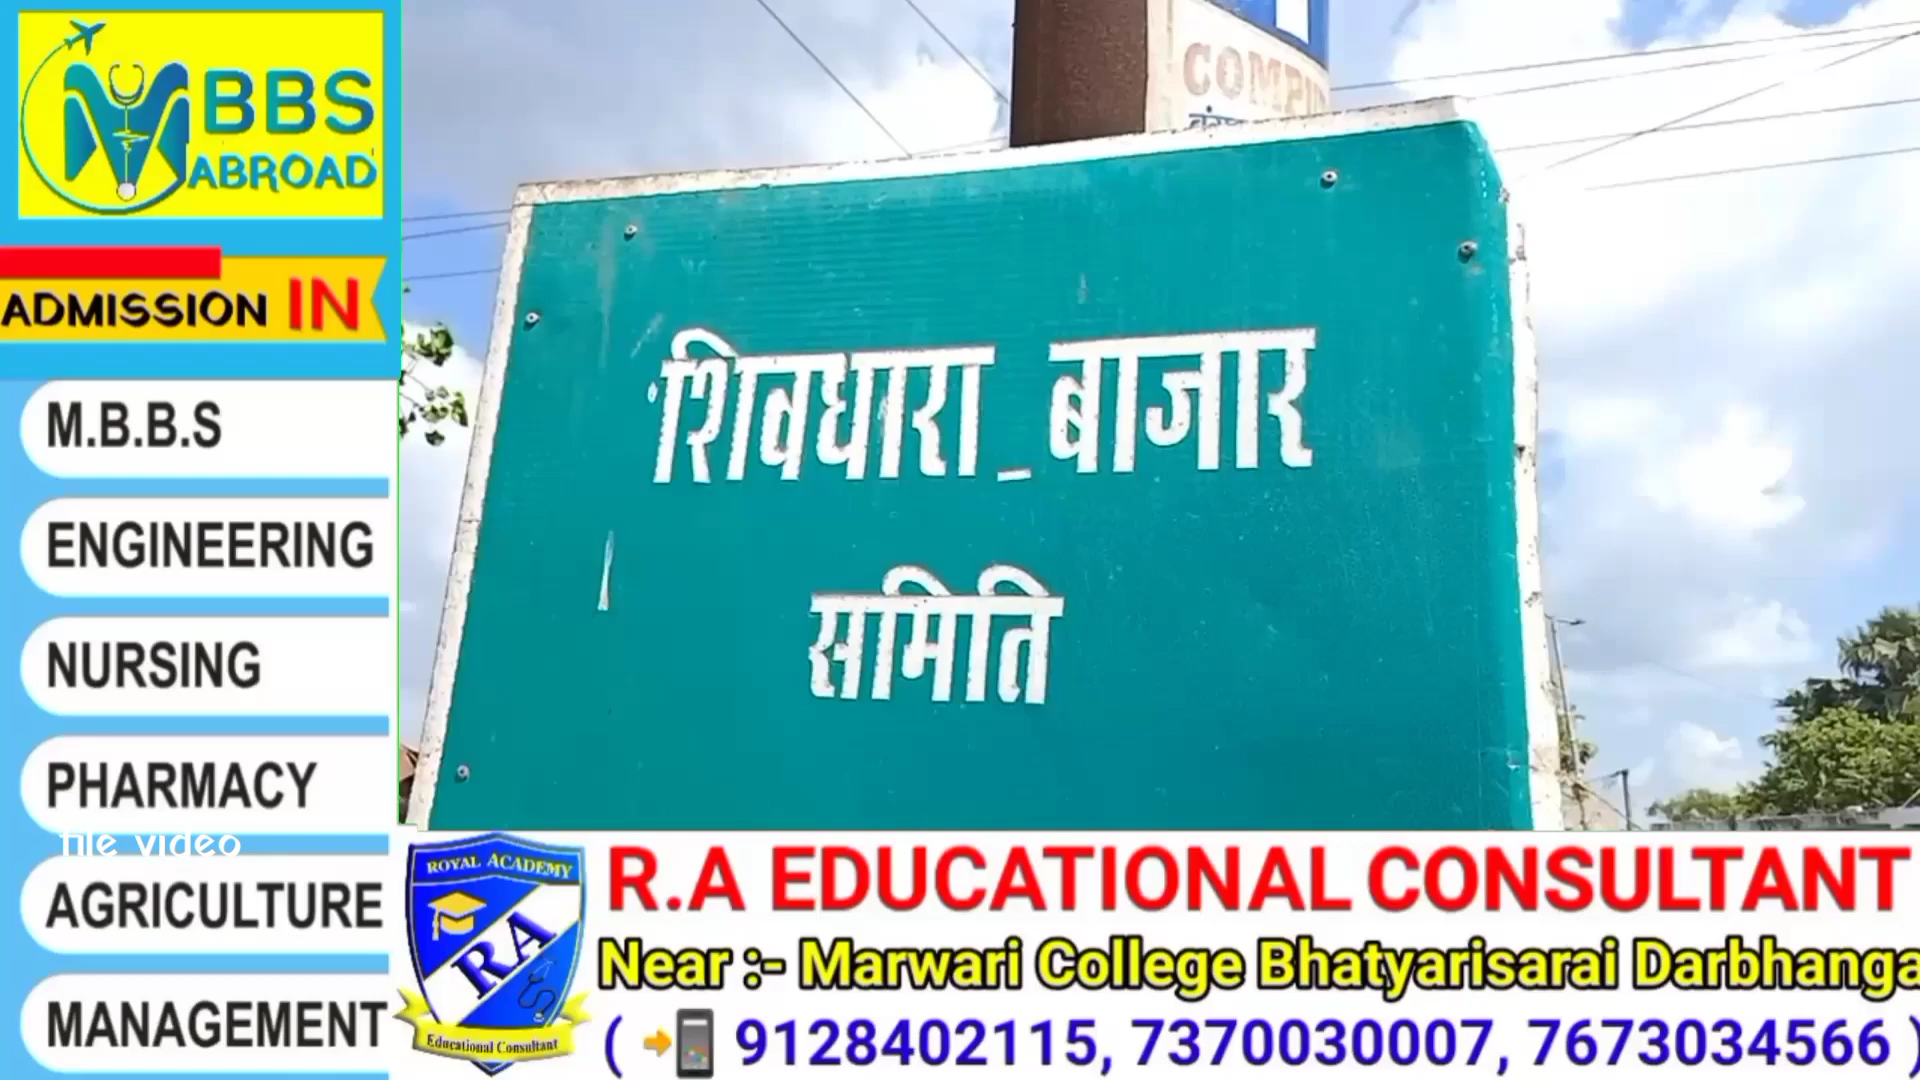 MBBS
ABROAD
ADMISSION IN
M.B.B.S
ENGINEERING
NURSING
PHARMACY
file video
AGRICULTURE
MANAGEMENT
शिवधारा_बाजार
समिति
ROYAL ACADEMY
RA
Educational Consultant
R.A EDUCATIONAL CONSULTANT
Near :- Marwari College Bhatyarisarai Darbhanga
( 9128402115, 7370030007, 7673034566 )